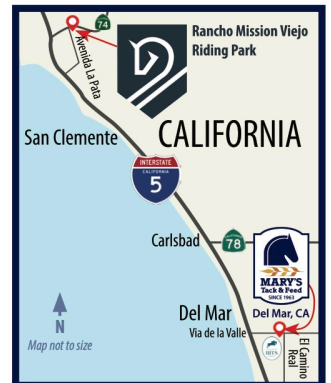 74
Rancho Mission Viejo
Riding Park
Avenida La Pata
San Clemente
CALIFORNIA
INTERSTATE
CALIFORNIA
5
Carlsbad
78
MARY'S
Tack & Feed
SINCE 1963
Del Mar
Del Mar, CA
Via de la Valle
N
Map not to size
El Camino
Real